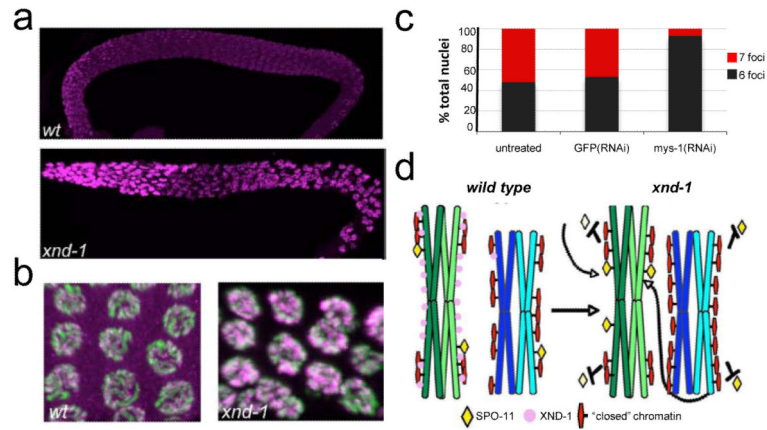 a
wt
xnd-1
b
wt
xnd-1
c
% total nuclei
100
80
60
40
20
0
7 foci
6 foci
untreated
GFP(RNAi)
mys-1(RNAi)
d
wild type
xnd-1
SPO-11
XND-1
"closed" chromatin